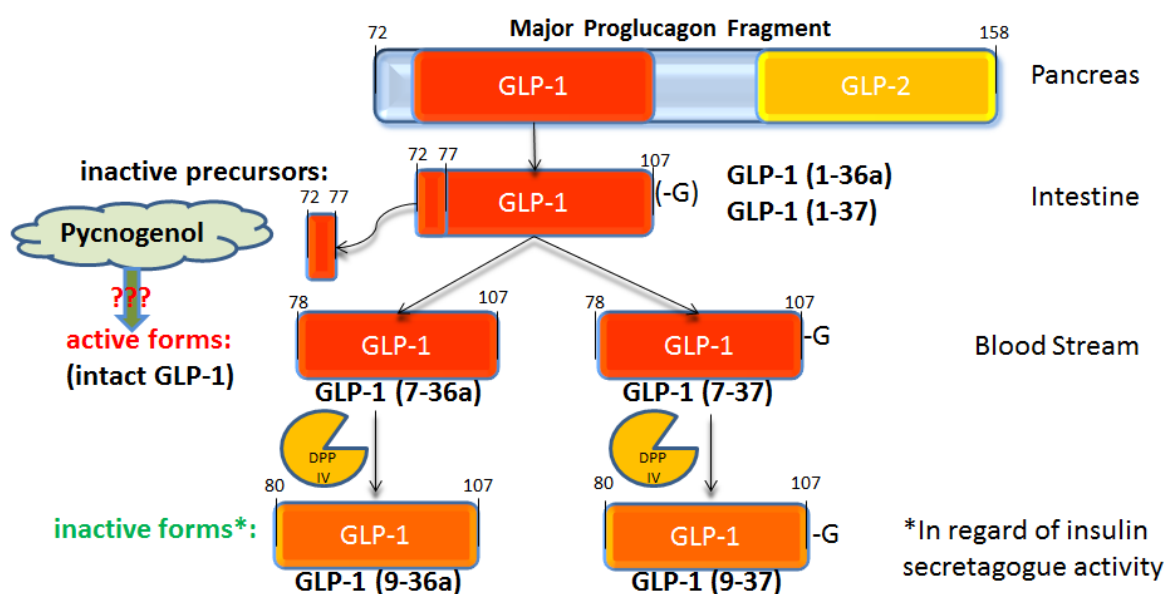 Major Proglucagon Fragment
72
158
GLP-1
GLP-2
Pancreas
inactive precursors:
72
77
107
GLP-1
(-G)
GLP-1 (1-36a)
GLP-1 (1-37)
Intestine
72
77
Pycnogenol
???
active forms:
(intact GLP-1)
78
107
GLP-1
GLP-1 (7-36a)
78
107
GLP-1
-G
GLP-1 (7-37)
Blood Stream
DPP
IV
DPP
IV
inactive forms*:
80
107
GLP-1
GLP-1 (9-36a)
80
107
GLP-1
-G
GLP-1 (9-37)
*In regard of insulin
secretagogue activity